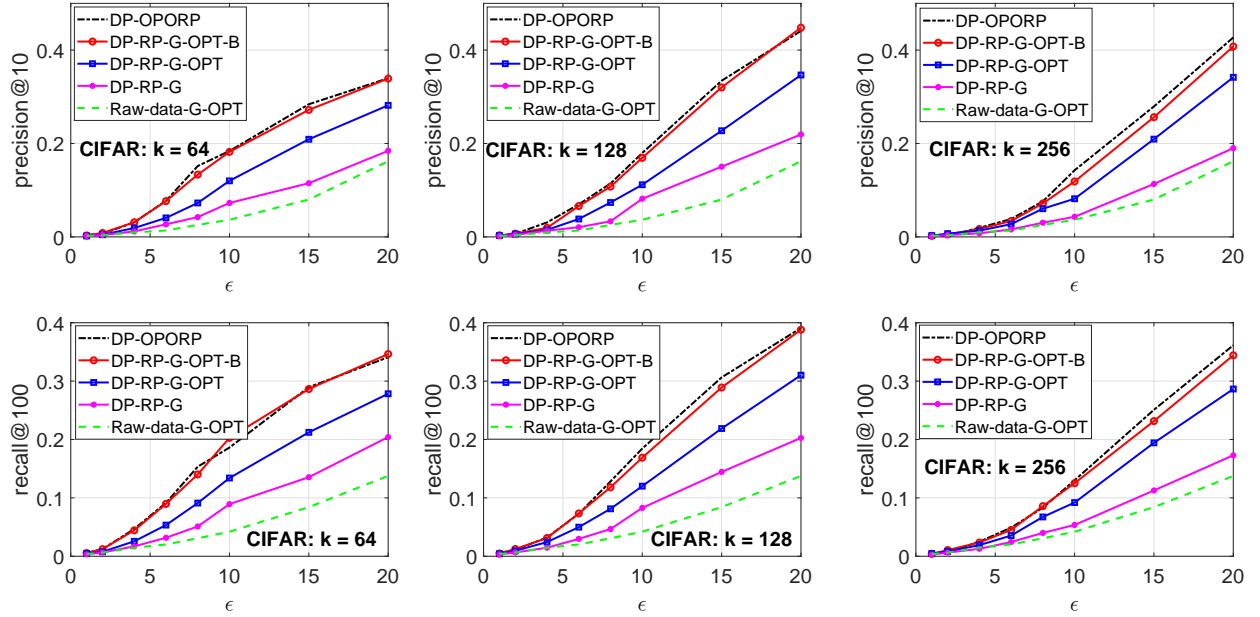 DP-OPORP
DP-RP-G-OPT-B
DP-RP-G-OPT
DP-RP-G
Raw-data-G-OPT
CIFAR: k = 64
precision@10
0 0.2 0.4
0 5 10 15 20
ϵ
DP-OPORP
DP-RP-G-OPT-B
DP-RP-G-OPT
DP-RP-G
Raw-data-G-OPT
CIFAR: k = 128
precision@10
0 0.2 0.4
0 5 10 15 20
ϵ
DP-OPORP
DP-RP-G-OPT-B
DP-RP-G-OPT
DP-RP-G
Raw-data-G-OPT
CIFAR: k = 256
precision@10
0 0.2 0.4
0 5 10 15 20
ϵ
DP-OPORP
DP-RP-G-OPT-B
DP-RP-G-OPT
DP-RP-G
Raw-data-G-OPT
CIFAR: k = 64
recall@100
0 0.1 0.2 0.3 0.4
0 5 10 15 20
ϵ
DP-OPORP
DP-RP-G-OPT-B
DP-RP-G-OPT
DP-RP-G
Raw-data-G-OPT
CIFAR: k = 128
recall@100
0 0.1 0.2 0.3 0.4
0 5 10 15 20
ϵ
DP-OPORP
DP-RP-G-OPT-B
DP-RP-G-OPT
DP-RP-G
Raw-data-G-OPT
CIFAR: k = 256
recall@100
0 0.1 0.2 0.3 0.4
0 5 10 15 20
ϵ